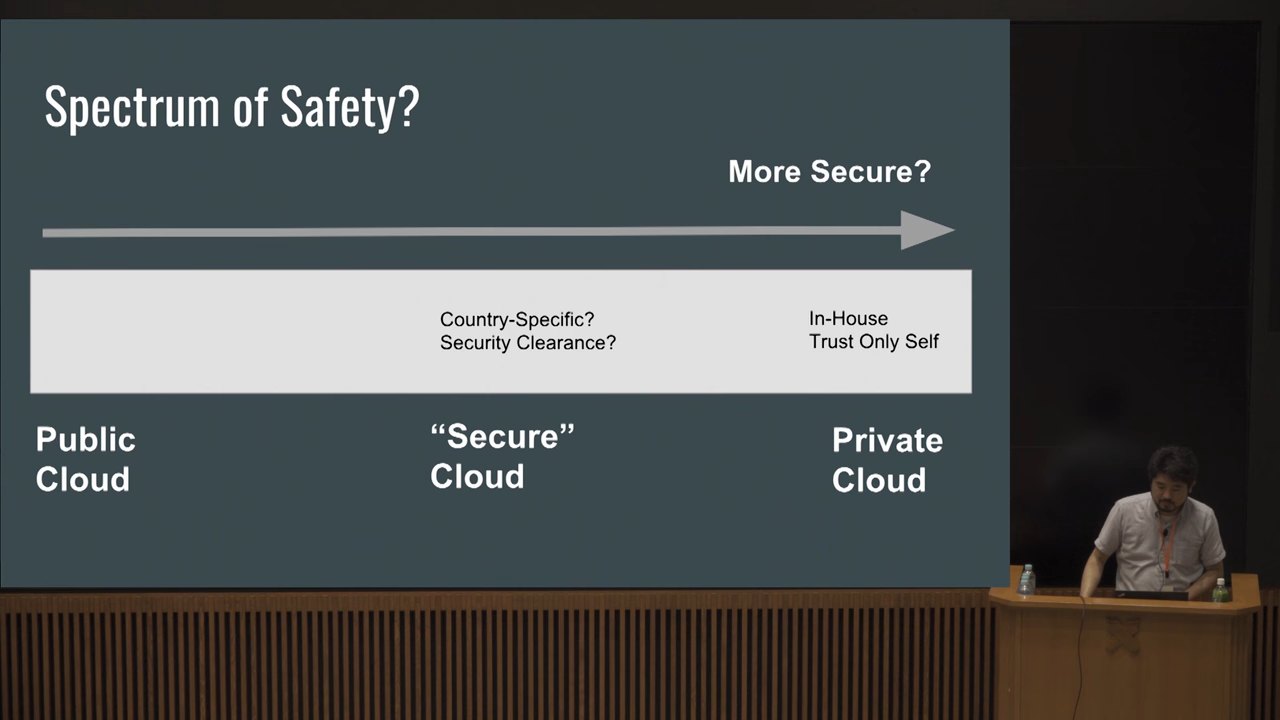 Spectrum of Safety?
More Secure?
Country-Specific?
Security Clearance?
In-House
Trust Only Self
Public
Cloud
“Secure”
Cloud
Private
Cloud